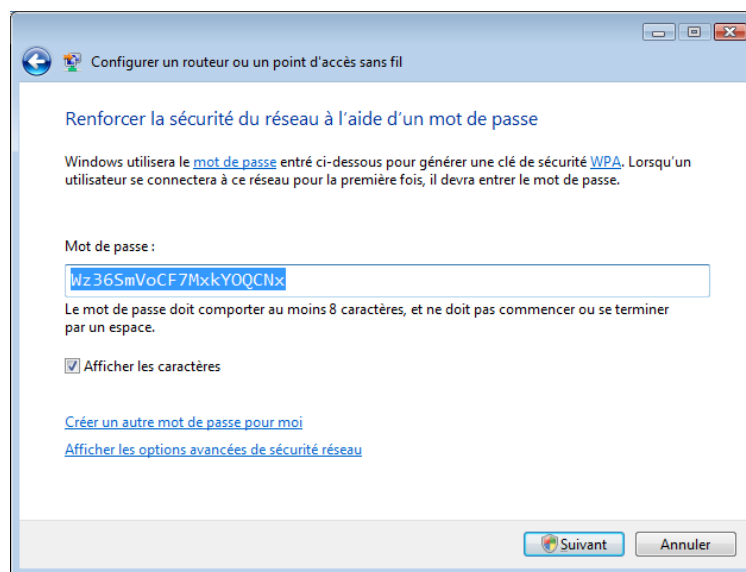 Configurer un routeur ou un point d'accès sans fil
Renforcer la sécurité du réseau à l'aide d'un mot de passe
Windows utilisera le mot de passe entré ci-dessous pour générer une clé de sécurité WPA. Lorsqu'un
utilisateur se connectera à ce réseau pour la première fois, il devra entrer le mot de passe.
Mot de passe :
Wz36SmVoCF7MxkYOQCNx
Le mot de passe doit comporter au moins 8 caractères, et ne doit pas commencer ou se terminer
par un espace.
Afficher les caractères
Créer un autre mot de passe pour moi
Afficher les options avancées de sécurité réseau
Suivant Annuler